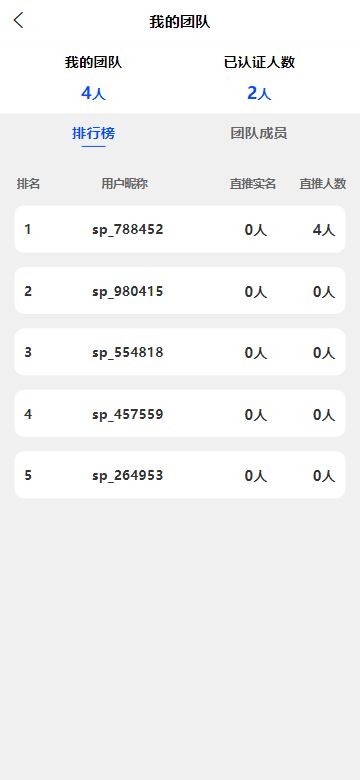 我的团队
我的团队 已认证人数
4人 2人
排行榜 团队成员
排名 用户昵称 直推实名 直推人数
1 sp_788452 0人 4人
2 sp_980415 0人 0人
3 sp_554818 0人 0人
4 sp_457559 0人 0人
5 sp_264953 0人 0人